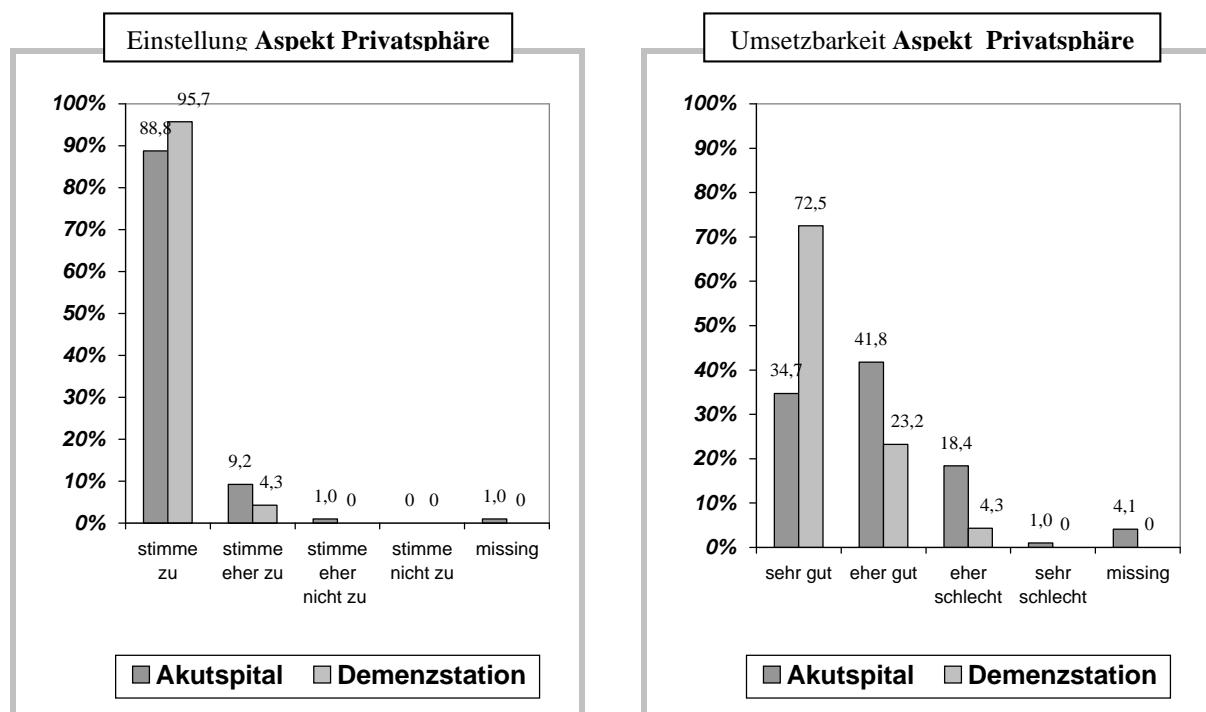 Einstellung Aspekt Privatsphäre
100%
90%
80%
70%
60%
50%
40%
30%
20%
10%
0%
88,8
95,7
9,2
4,3
1,0
0
0
0
1,0
0
stimme
zu
stimme
eher zu
stimme
eher
nicht zu
stimme
nicht zu
missing
Akutspital
Demenzstation
Umsetzbarkeit Aspekt Privatsphäre
100%
90%
80%
70%
60%
50%
40%
30%
20%
10%
0%
34,7
72,5
41,8
23,2
18,4
4,3
1,0
0
4,1
0
sehr gut
eher gut
eher
schlecht
sehr
schlecht
missing
Akutspital
Demenzstation